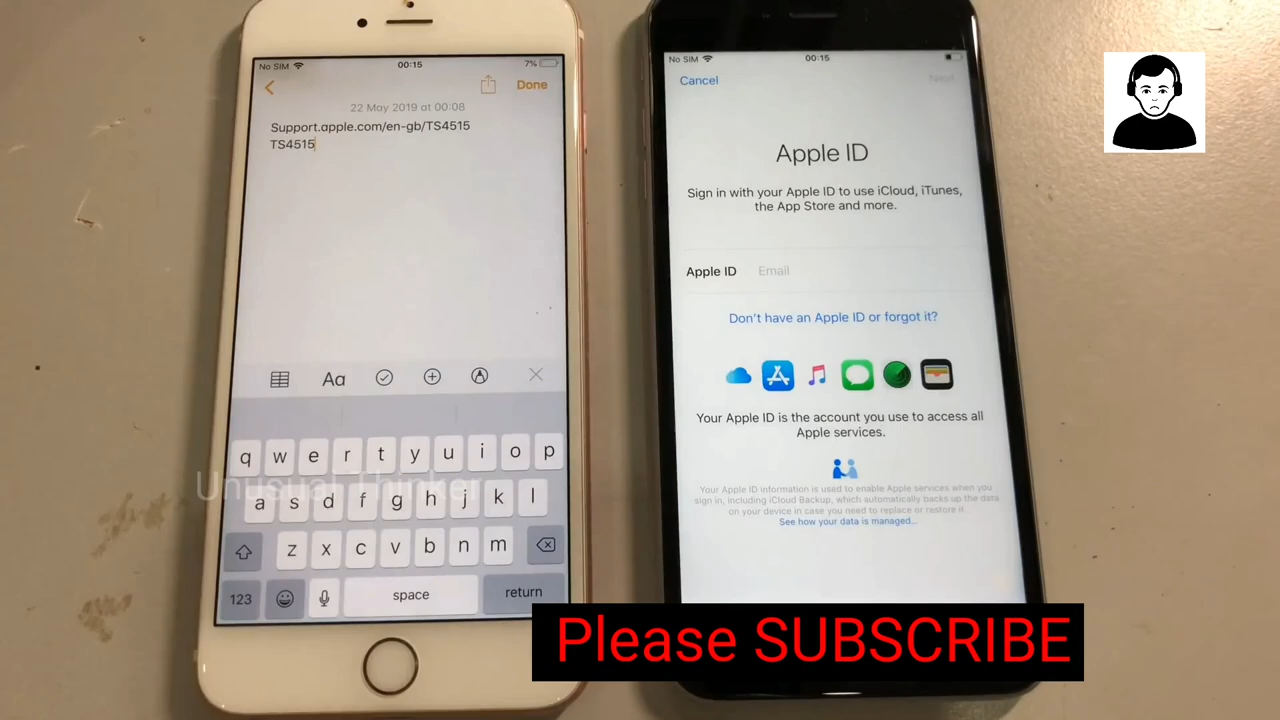 No SIM
00:15
7%
Done
22 May 2019 at 00:08
Support.apple.com/en-gb/TS4515
TS4515
Aa
q w e r t y u i o p
a s d f g h j k l
z x c v b n m
123
space
return
Unusual Thinker
No SIM
00:15
Cancel
Next
Apple ID
Sign in with your Apple ID to use iCloud, iTunes,
the App Store and more.
Apple ID Email
Don't have an Apple ID or forgot it?
Your Apple ID is the account you use to access all
Apple services.
Your Apple ID information is used to enable Apple services when you
sign in, including iCloud Backup, which automatically backs up the data
on your device in case you need to replace or restore it.
See how your data is managed...
Please SUBSCRIBE